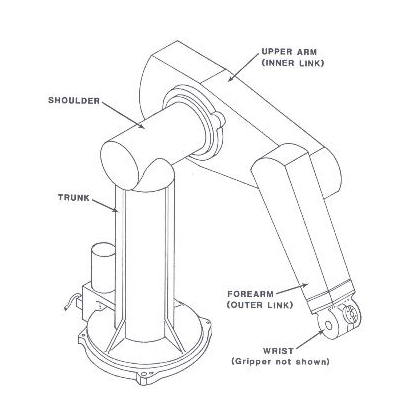 UPPER ARM
(INNER LINK)
SHOULDER
TRUNK
FOREARM
(OUTER LINK)
WRIST
(Gripper not shown)